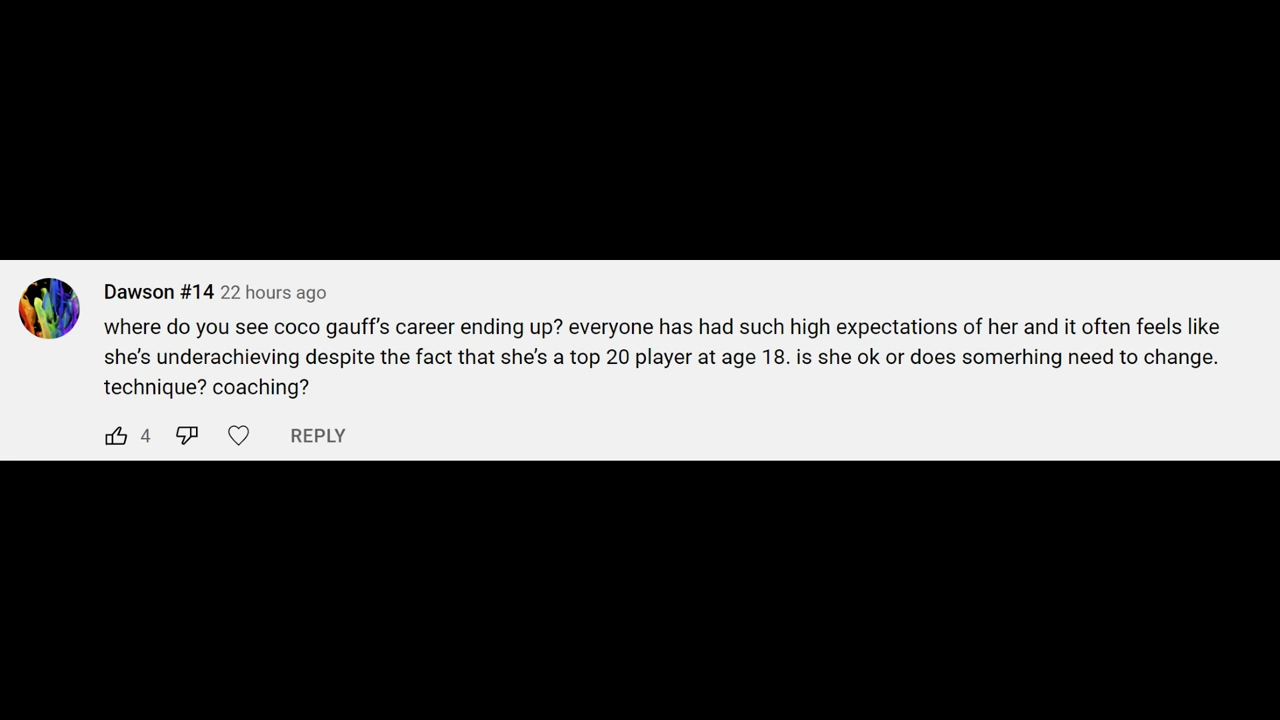 Dawson #14 22 hours ago
where do you see coco gauff’s career ending up? everyone has had such high expectations of her and it often feels like
she’s underachieving despite the fact that she’s a top 20 player at age 18. is she ok or does somerhing need to change.
technique? coaching?
4 REPLY